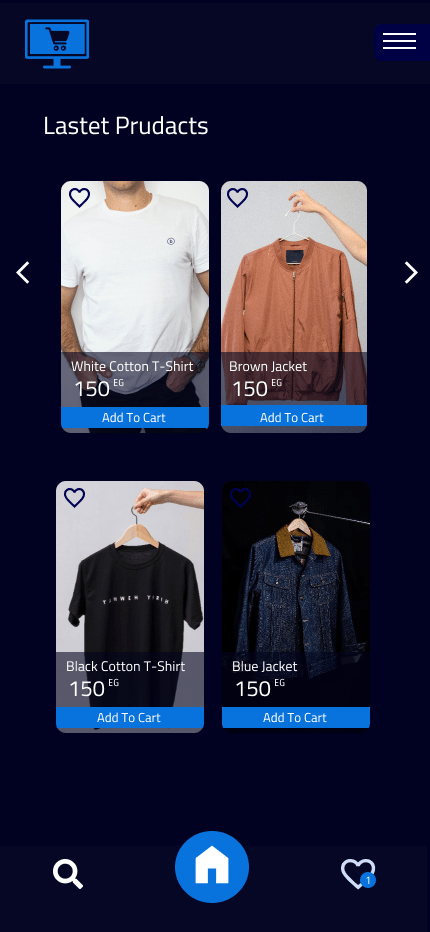 Lastet Prudacts
White Cotton T-Shirt
150 EG
Add To Cart
Brown Jacket
150 EG
Add To Cart
Black Cotton T-Shirt
150 EG
Add To Cart
Blue Jacket
150 EG
Add To Cart
1